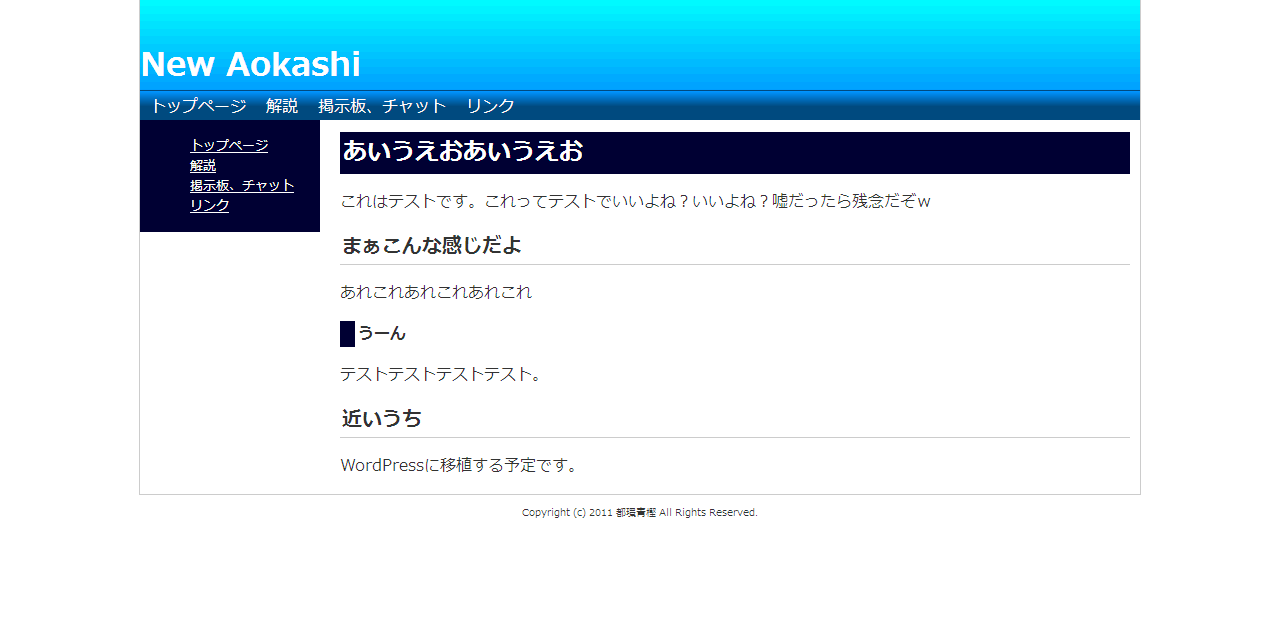 New Aokashi
トップページ 解説 掲示板、チャット リンク
トップページ
解説
掲示板、チャット
リンク
あいうえおあいうえお
これはテストです。これってテストでいいよね？いいよね？嘘だったら残念だぞｗ
まぁこんな感じだよ
あれこれあれこれあれこれ
うーん
テストテストテストテスト。
近いうち
WordPressに移植する予定です。
Copyright (c) 2011 都環青樫 All Rights Reserved.